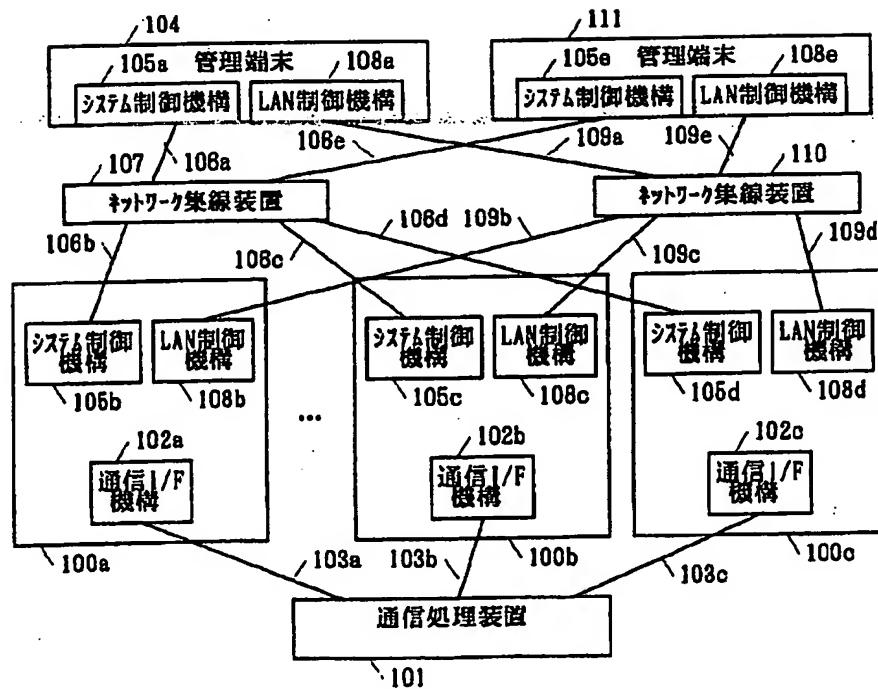 104
111
105a 管理端末 108a
105e 管理端末 108e
システム制御機構 LAN制御機構
システム制御機構 LAN制御機構
106a
106e
109a
109e
107
110
ネットワーク集線装置
ネットワーク集線装置
106b
106c
106d
109b
109c
109d
システム制御
機構
LAN制御
機構
システム制御
機構
LAN制御
機構
システム制御
機構
LAN制御
機構
105b
108b
...
105c
108c
105d
108d
102a
102b
102c
通信I/F
機構
通信I/F
機構
通信I/F
機構
100a
103a
103b
100b
103c
100c
通信処理装置
101